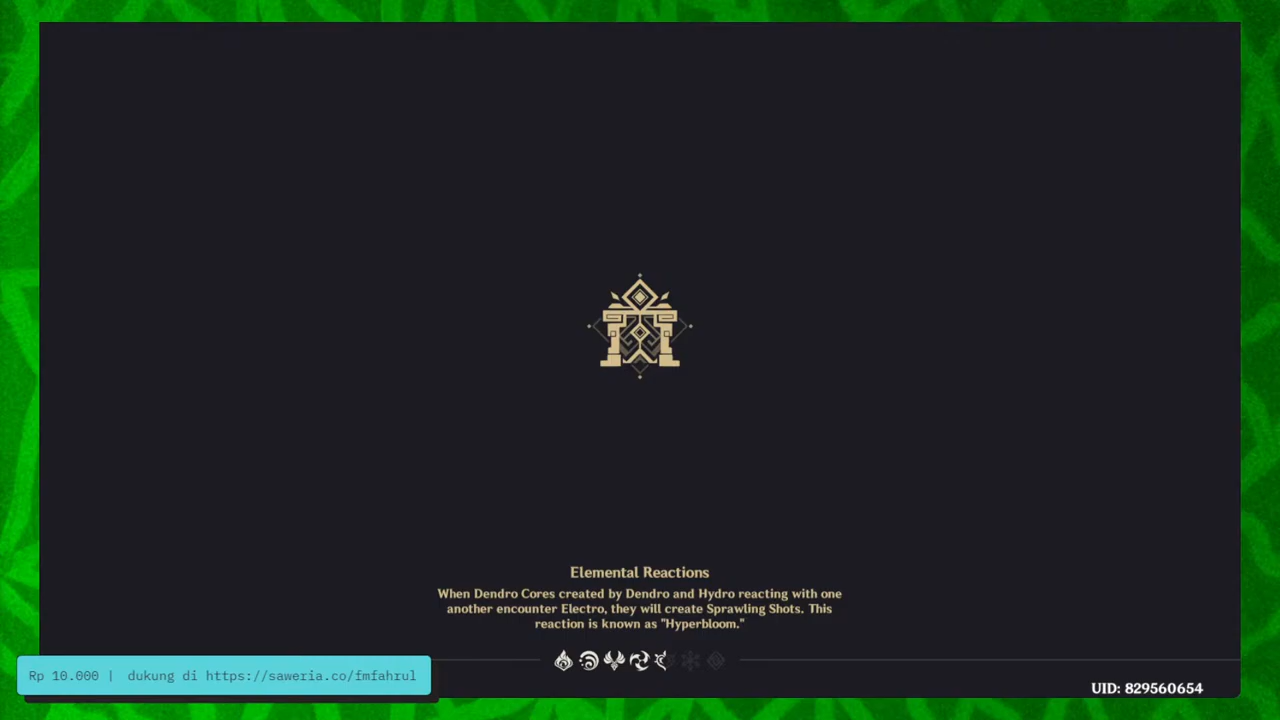 Elemental Reactions
When Dendro Cores created by Dendro and Hydro reacting with one
another encounter Electro, they will create Sprawling Shots. This
reaction is known as "Hyperbloom."
Rp 10.000 | dukung di https://saweria.co/fmfahrul
UID: 829560654